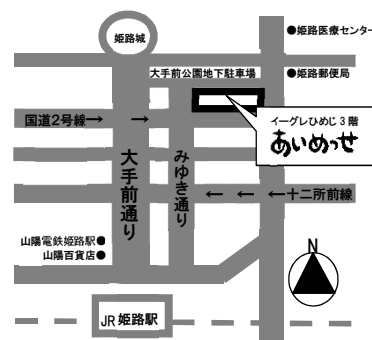 姫路城
●姫路医療センター
大手前公園地下駐車場
●姫路郵便局
国道2号線→
→
イーグレひめじ3階
あいめっせ
大手前通り
みゆき通り
← ← ←十二所前線
山陽電鉄姫路駅●
山陽百貨店●
N
JR 姫路駅